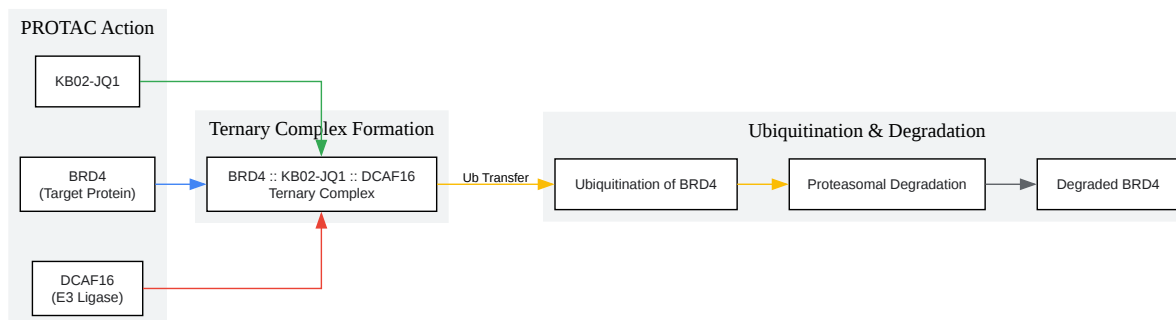 PROTAC Action
KB02-JQ1
BRD4
(Target Protein)
DCAF16
(E3 Ligase)
Ternary Complex Formation
BRD4 :: KB02-JQ1 :: DCAF16
Ternary Complex
Ub Transfer
Ubiquitination & Degradation
Ubiquitination of BRD4
Proteasomal Degradation
Degraded BRD4